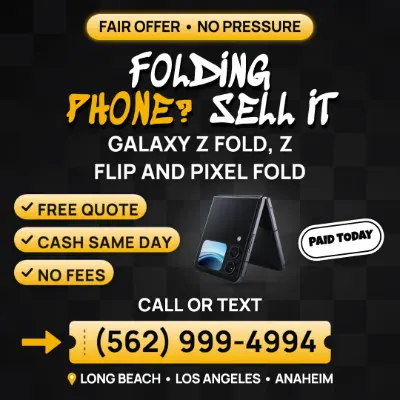 FAIR OFFER • NO PRESSURE
FOLDING
PHONE? SELL IT
GALAXY Z FOLD, Z
FLIP AND PIXEL FOLD
✓ FREE QUOTE
✓ CASH SAME DAY
✓ NO FEES
PAID TODAY
CALL OR TEXT
(562) 999-4994
LONG BEACH • LOS ANGELES • ANAHEIM